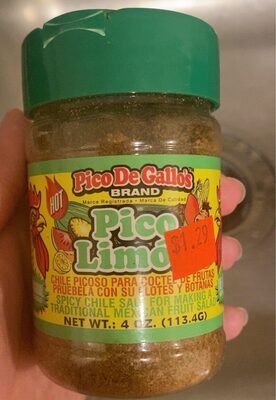 Pico De Gallo's
BRAND
Marca Registrada • Marca De Calidad
HOT
Pico
Limón
$1.29
CHILE PICOSO PARA COCTEL DE FRUTAS
PRUEBELA CON SU ELOTES Y BOTANAS
SPICY CHILE FOR MAKING A
TRADITIONAL MEXICAN FRUIT SALAD
NET WT.: 4 OZ. (113.4G)